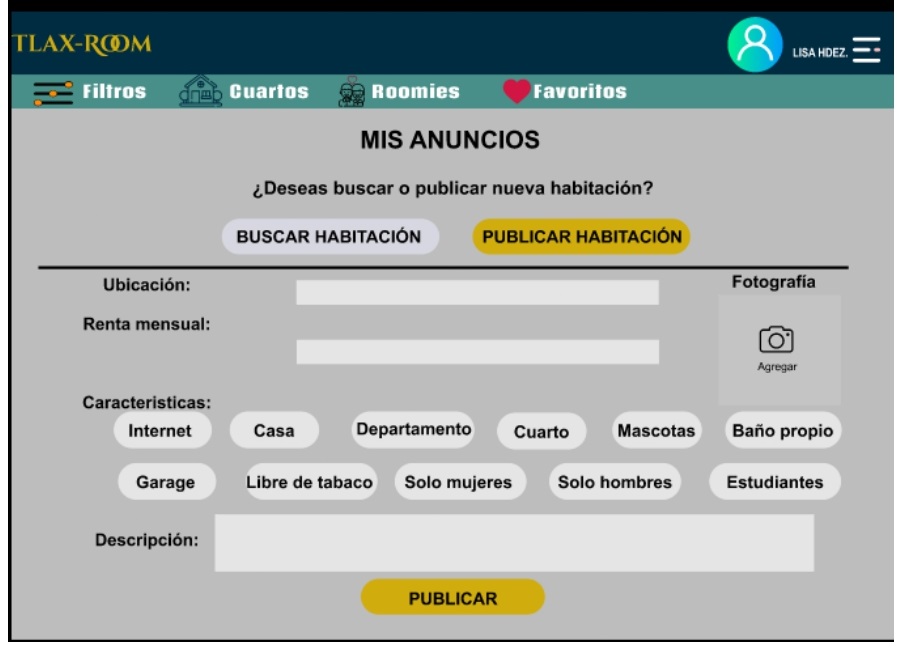 TLAX-ROOM
LISA HDEZ.
Filtros Cuartos Roomies Favoritos
MIS ANUNCIOS
¿Deseas buscar o publicar nueva habitación?
BUSCAR HABITACIÓN PUBLICAR HABITACIÓN
Ubicación:
Fotografía
Renta mensual:
Agregar
Caracteristicas:
Internet Casa Departamento Cuarto Mascotas Baño propio
Garage Libre de tabaco Solo mujeres Solo hombres Estudiantes
Descripción:
PUBLICAR